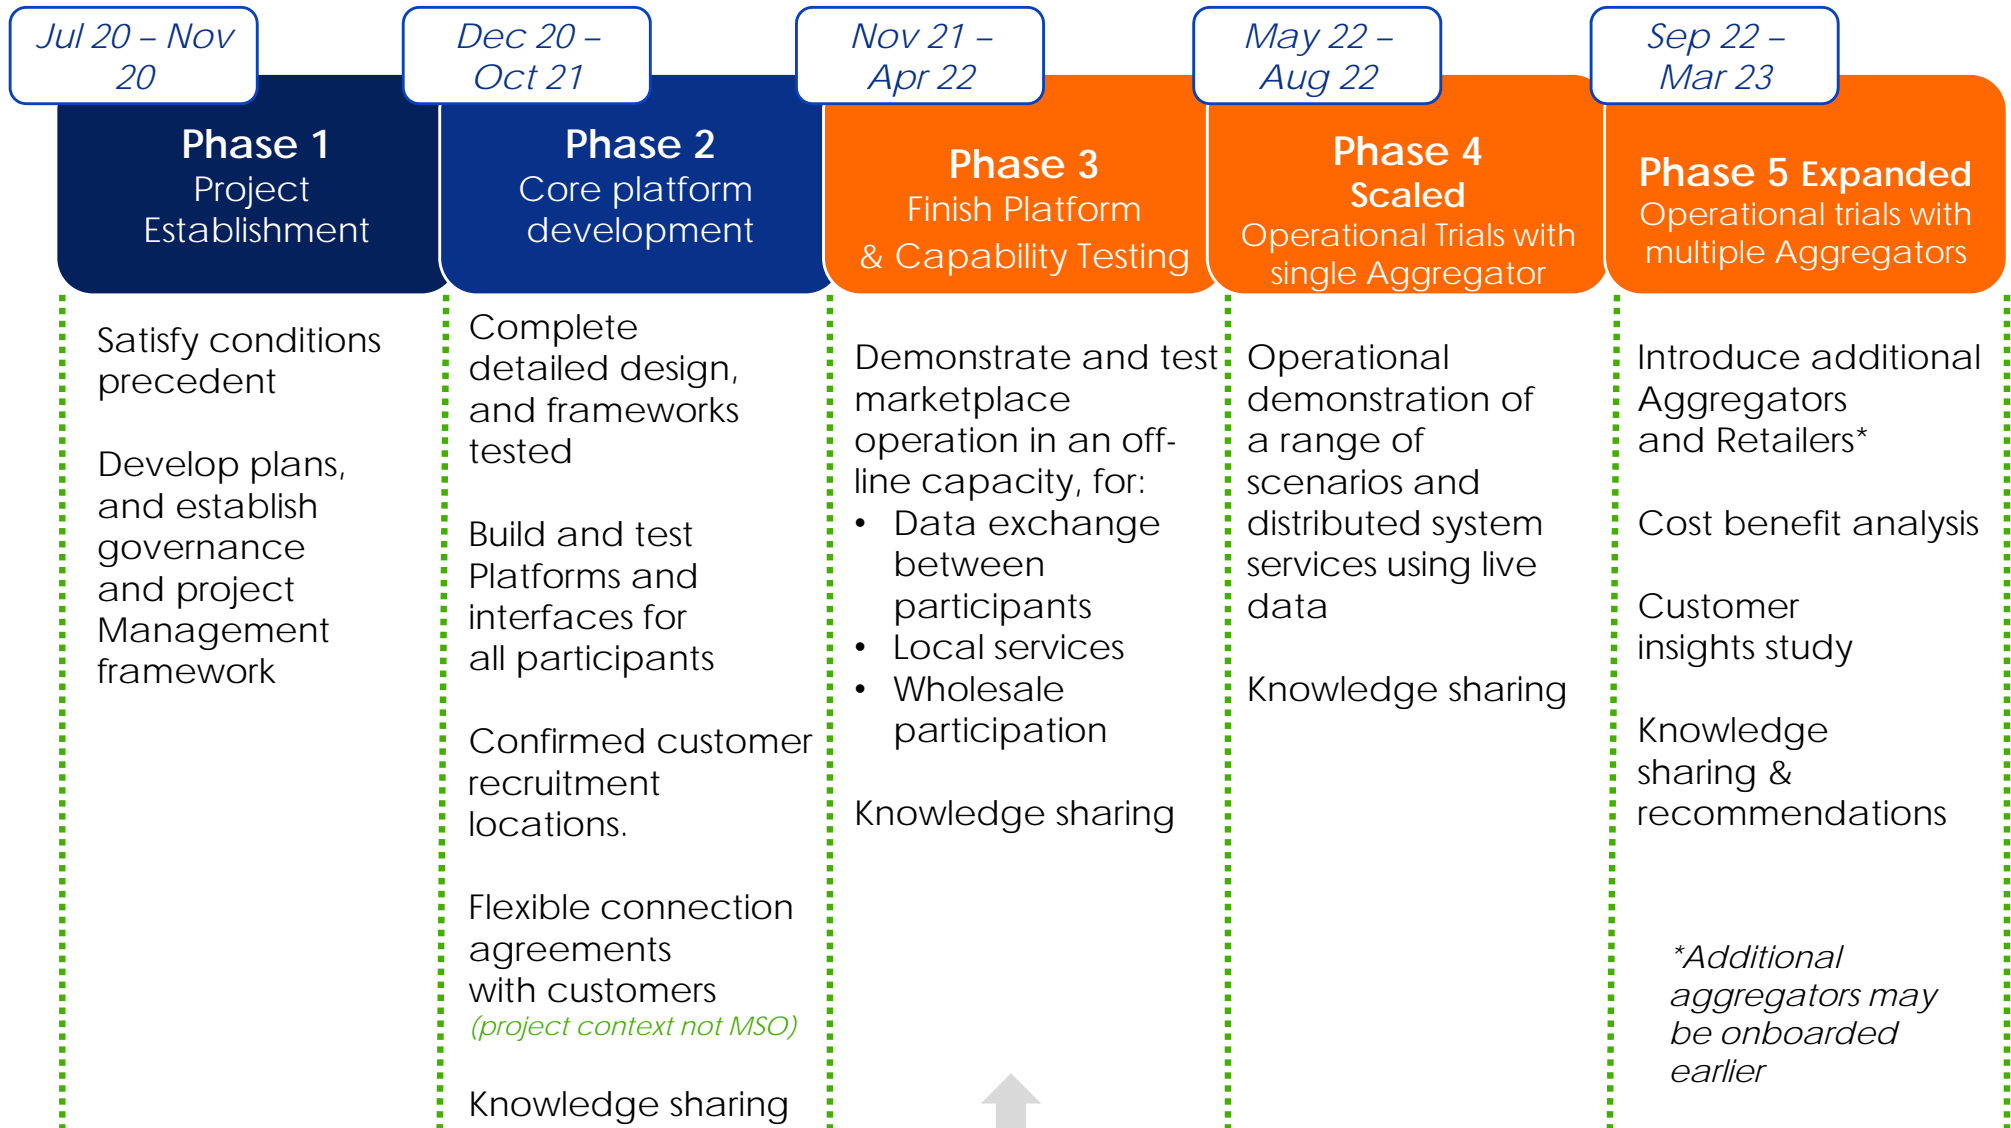 Jul 20 – Nov
20
Dec 20 –
Oct 21
Nov 21 –
Apr 22
May 22 –
Aug 22
Sep 22 –
Mar 23
Phase 1
Project
Establishment
Phase 2
Core platform
development
Phase 3
Finish Platform
& Capability Testing
Phase 4
Scaled
Operational Trials with
single Aggregator
Phase 5 Expanded
Operational trials with
multiple Aggregators
Satisfy conditions
precedent
Develop plans,
and establish
governance
and project
Management
framework
Complete
detailed design,
and frameworks
tested
Build and test
Platforms and
interfaces for
all participants
Confirmed customer
recruitment
locations.
Flexible connection
agreements
with customers
(project context not MSO)
Knowledge sharing
Demonstrate and test
marketplace
operation in an off-
line capacity, for:
• Data exchange
between
participants
• Local services
• Wholesale
participation
Knowledge sharing
Operational
demonstration of
a range of
scenarios and
distributed system
services using live
data
Knowledge sharing
Introduce additional
Aggregators
and Retailers*
Cost benefit analysis
Customer
insights study
Knowledge
sharing &
recommendations
*Additional
aggregators may
be onboarded
earlier